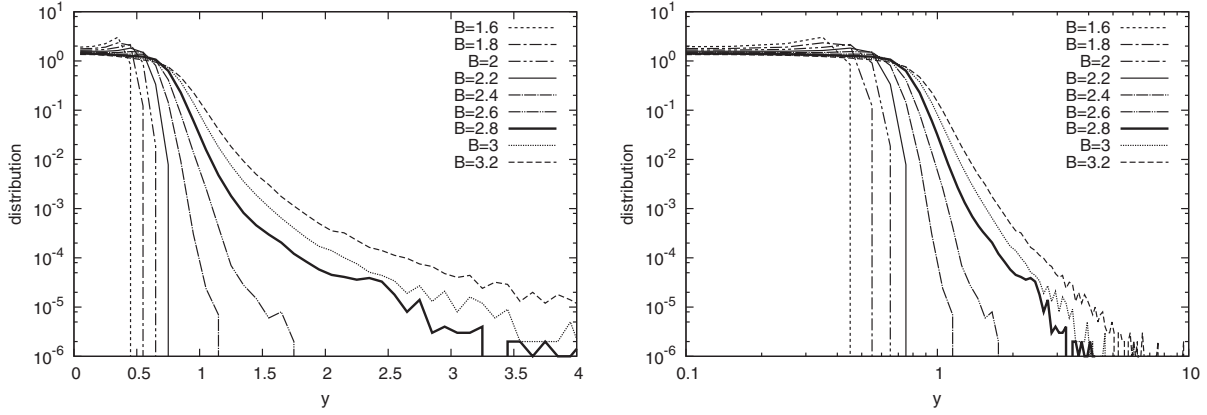 10^1
10^0
10^-1
10^-2
10^-3
10^-4
10^-5
10^-6
distribution
0 0.5 1 1.5 2 2.5 3 3.5 4
y
B=1.6
B=1.8
B=2
B=2.2
B=2.4
B=2.6
B=2.8
B=3
B=3.2
10^1
10^0
10^-1
10^-2
10^-3
10^-4
10^-5
10^-6
distribution
0.1 1 10
y
B=1.6
B=1.8
B=2
B=2.2
B=2.4
B=2.6
B=2.8
B=3
B=3.2